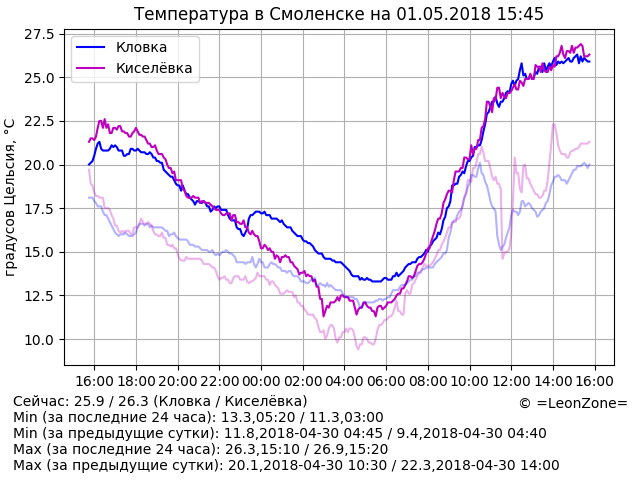 Температура в Смоленске на 01.05.2018 15:45
градусов Цельсия, °C
27.5
25.0
22.5
20.0
17.5
15.0
12.5
10.0
Кловка
Киселёвка
16:00 18:00 20:00 22:00 00:00 02:00 04:00 06:00 08:00 10:00 12:00 14:00 16:00
Сейчас: 25.9 / 26.3 (Кловка / Киселёвка)
© =LeonZone=
Min (за последние 24 часа): 13.3,05:20 / 11.3,03:00
Min (за предыдущие сутки): 11.8,2018-04-30 04:45 / 9.4,2018-04-30 04:40
Max (за последние 24 часа): 26.3,15:10 / 26.9,15:20
Max (за предыдущие сутки): 20.1,2018-04-30 10:30 / 22.3,2018-04-30 14:00